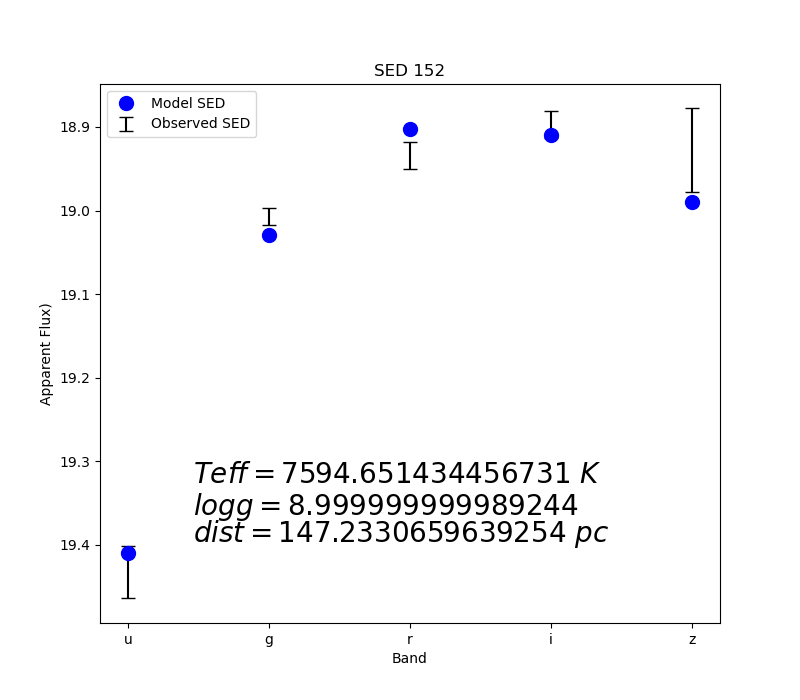 SED 152
Model SED
Observed SED
18.9
19.0
19.1
19.2
19.3
19.4
Apparent Flux)
Teff = 7594.651434456731 K
logg = 8.999999999989244
dist = 147.2330659639254 pc
u g r i z
Band